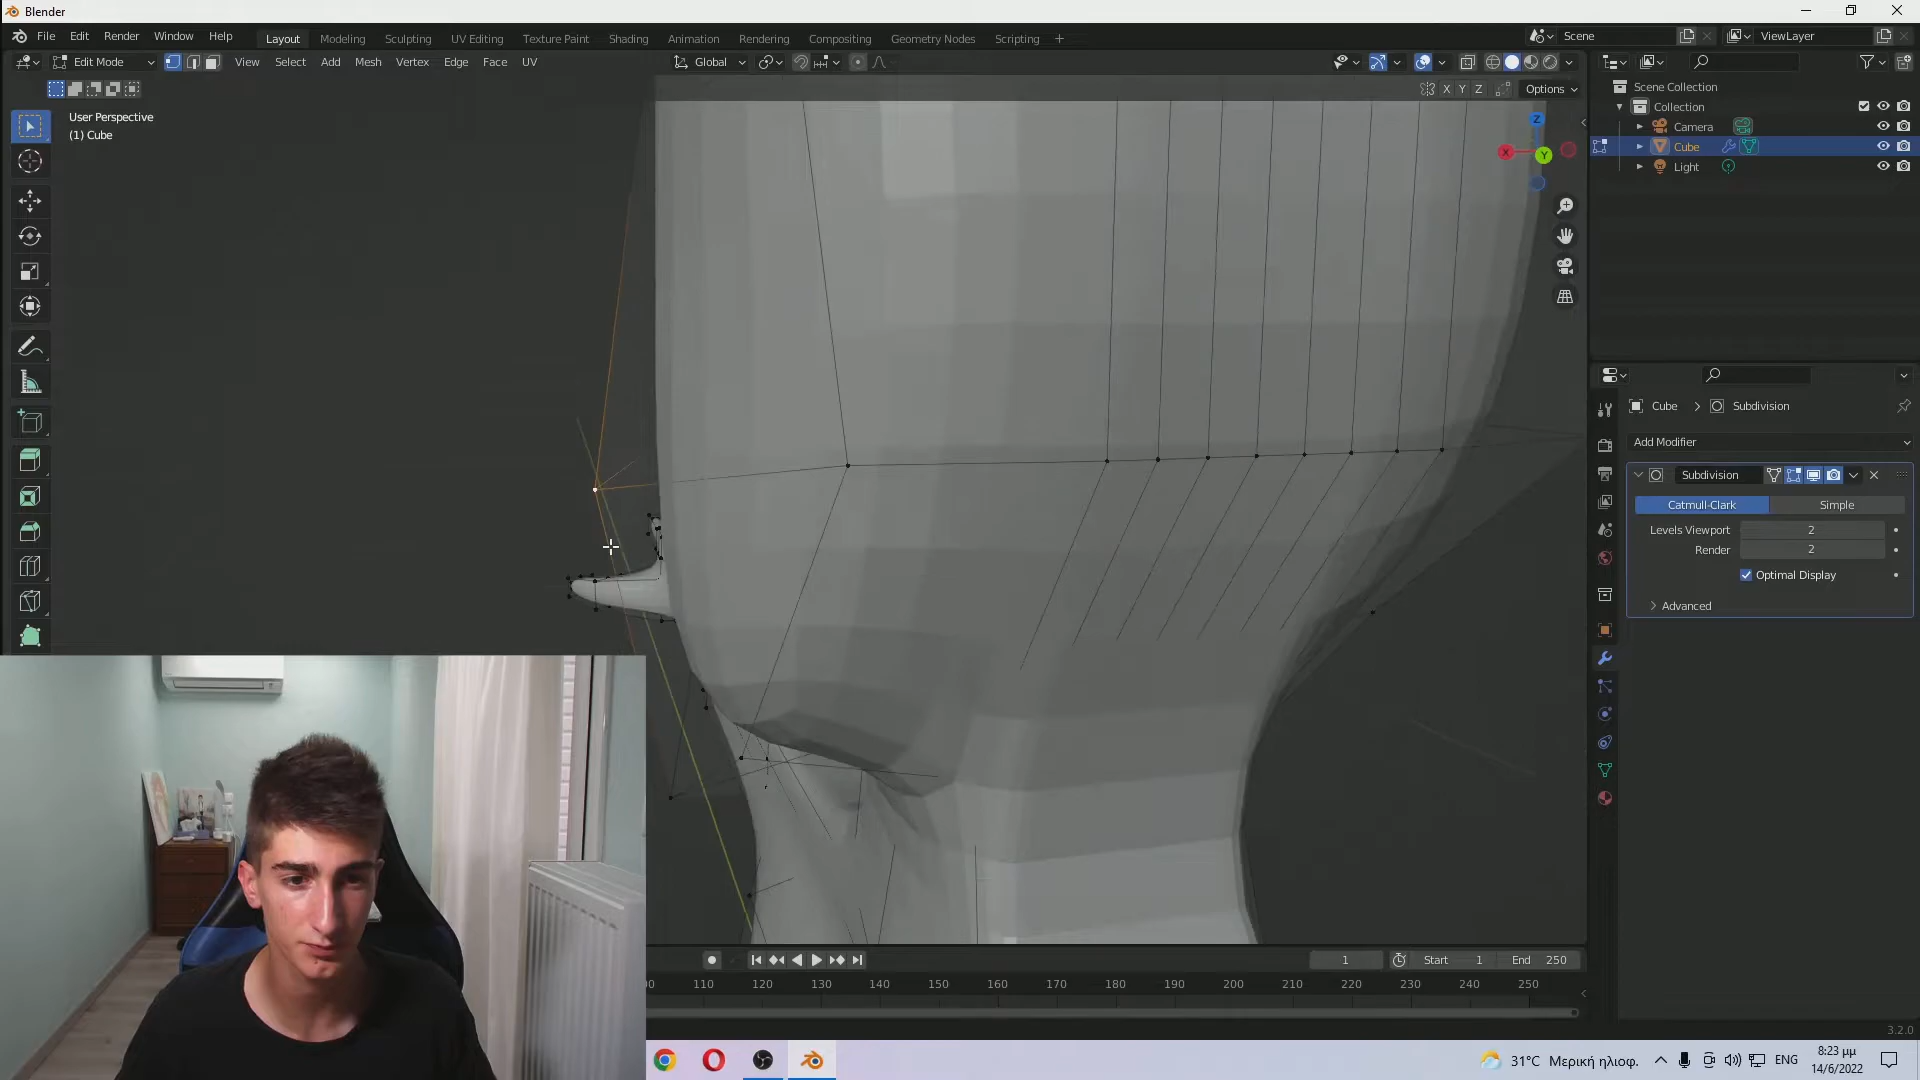 Blender
File Edit Render Window Help Layout Modeling Sculpting UV Editing Texture Paint Shading Animation Rendering Compositing Geometry Nodes Scripting + Scene ViewLayer
Edit Mode View Select Add Mesh Vertex Edge Face UV Global
X Y Z Options
User Perspective
(1) Cube
Z
X
Y
Scene Collection
Collection
Camera
Cube
Light
Cube > Subdivision
Add Modifier
Subdivision
Catmull-Clark Simple
Levels Viewport 2
Render 2
Optimal Display
Advanced
1 Start 1 End 250
00 110 120 130 140 150 160 170 180 190 200 210 220 230 240 250
3.2.0
31°C Μερική ηλιοφ. ENG 8:23 μμ
14/6/2022